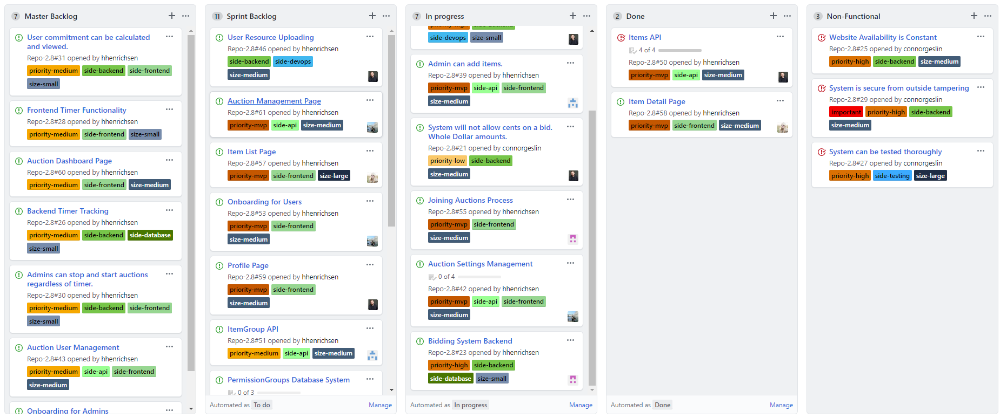 7 Master Backlog
User commitment can be calculated
and viewed.
Repo-2.8#31 opened by hhenrichsen
priority-medium side-backend side-frontend
size-small
Frontend Timer Functionality
Repo-2.8#28 opened by hhenrichsen
priority-medium side-frontend size-small
Auction Dashboard Page
Repo-2.8#60 opened by hhenrichsen
priority-medium side-frontend size-medium
Backend Timer Tracking
Repo-2.8#26 opened by hhenrichsen
priority-medium side-backend side-database
size-small
Admins can stop and start auctions
regardless of timer.
Repo-2.8#30 opened by hhenrichsen
priority-medium side-backend side-frontend
size-small
Auction User Management
Repo-2.8#43 opened by hhenrichsen
priority-medium side-api side-frontend
size-medium
Onboarding for Admins
11 Sprint Backlog
User Resource Uploading
Repo-2.8#46 opened by hhenrichsen
side-backend side-devops
size-medium
Auction Management Page
Repo-2.8#61 opened by hhenrichsen
priority-mvp side-api size-medium
Item List Page
Repo-2.8#57 opened by hhenrichsen
priority-mvp side-frontend size-large
Onboarding for Users
Repo-2.8#53 opened by hhenrichsen
priority-mvp side-frontend
size-medium
Profile Page
Repo-2.8#59 opened by hhenrichsen
priority-mvp side-frontend
size-medium
ItemGroup API
Repo-2.8#51 opened by hhenrichsen
priority-medium side-api size-medium
PermissionGroups Database System
0 of 3
Automated as To do Manage
7 In progress
priority-high side-backend
side-devops size-small
Admin can add items.
Repo-2.8#39 opened by hhenrichsen
priority-mvp side-api side-frontend
size-medium
System will not allow cents on a bid.
Whole Dollar amounts.
Repo-2.8#21 opened by connorgeslin
priority-low side-backend
size-medium
Joining Auctions Process
Repo-2.8#55 opened by hhenrichsen
priority-mvp side-frontend
size-medium
Auction Settings Management
0 of 4
Repo-2.8#42 opened by hhenrichsen
priority-mvp side-api side-frontend
size-medium
Bidding System Backend
Repo-2.8#23 opened by hhenrichsen
priority-high side-backend
side-database size-small
Automated as In progress Manage
2 Done
Items API
4 of 4
Repo-2.8#50 opened by hhenrichsen
priority-mvp side-api size-medium
Item Detail Page
Repo-2.8#58 opened by hhenrichsen
priority-mvp side-frontend size-medium
Automated as Done Manage
3 Non-Functional
Website Availability is Constant
Repo-2.8#25 opened by connorgeslin
priority-high side-backend size-medium
System is secure from outside tampering
Repo-2.8#29 opened by connorgeslin
important priority-high side-backend
size-medium
System can be tested thoroughly
Repo-2.8#27 opened by connorgeslin
priority-high side-testing size-large